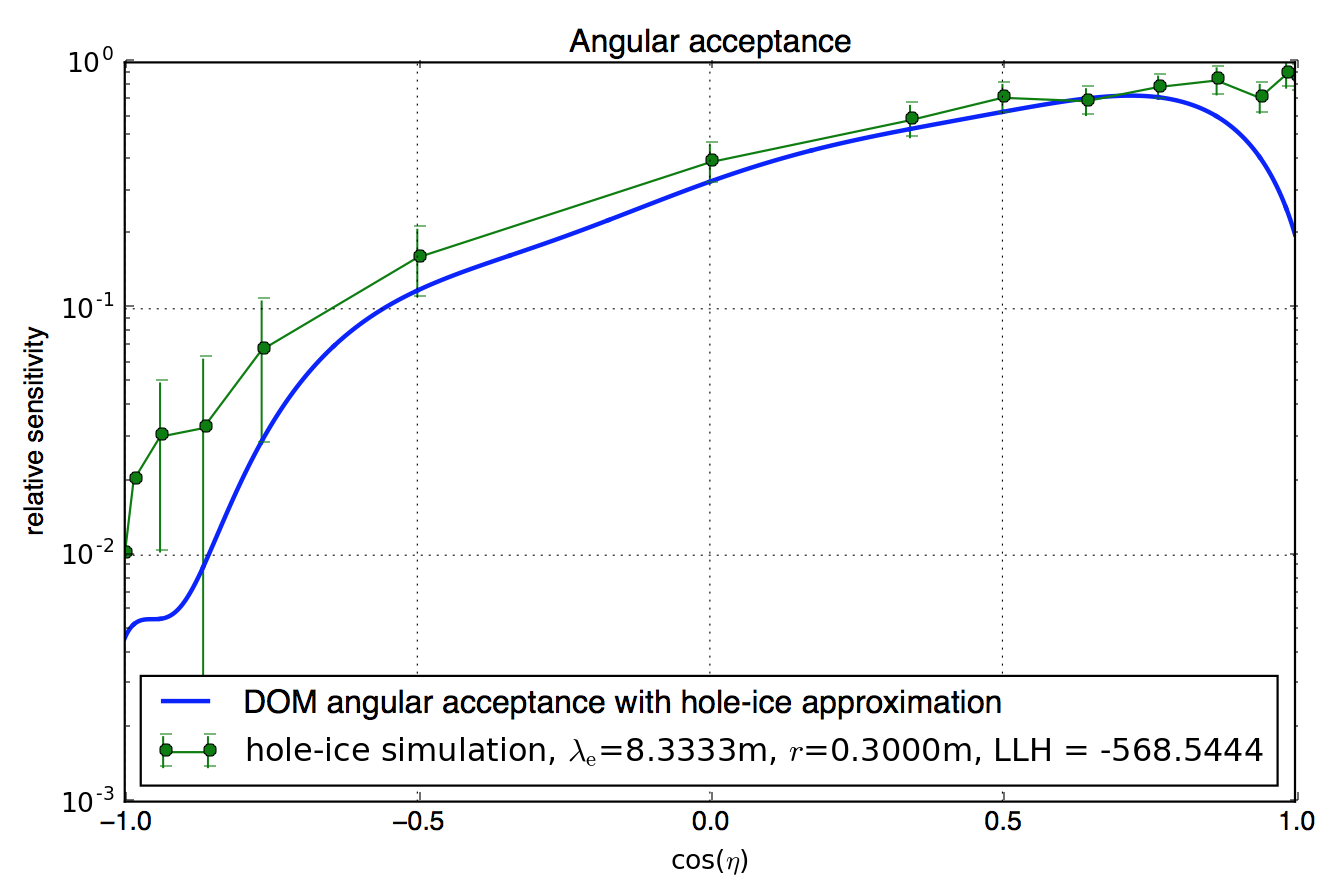 Angular acceptance
10⁰
10⁻¹
10⁻²
10⁻³
relative sensitivity
DOM angular acceptance with hole-ice approximation
hole-ice simulation, λₑ=8.3333m, r=0.3000m, LLH = -568.5444
−1.0 −0.5 0.0 0.5 1.0
cos(η)